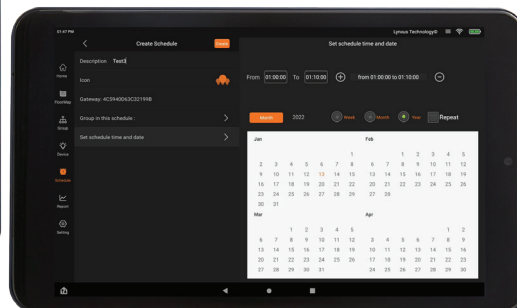 01:47 PM
Lynous Technology©
Create Schedule
Create
Set schedule time and date
Home
FloorMap
Group
Device
Schedule
Report
Setting
Description Test3
Icon
Gateway: 4C5940D63C32199B
Group in this schedule :
Set schedule time and date
From 01:00:00 To 01:10:00 from 01:00:00 to 01:10:00
Month 2022 Week Month Year Repeat
Jan
1
2 3 4 5 6 7 8
9 10 11 12 13 14 15
16 17 18 19 20 21 22
23 24 25 26 27 28 29
30 31
Feb
1 2 3 4 5
6 7 8 9 10 11 12
13 14 15 16 17 18 19
20 21 22 23 24 25 26
27 28
Mar
1 2 3 4 5
6 7 8 9 10 11 12
13 14 15 16 17 18 19
20 21 22 23 24 25 26
27 28 29 30 31
Apr
1 2
3 4 5 6 7 8 9
10 11 12 13 14 15 16
17 18 19 20 21 22 23
24 25 26 27 28 29 30